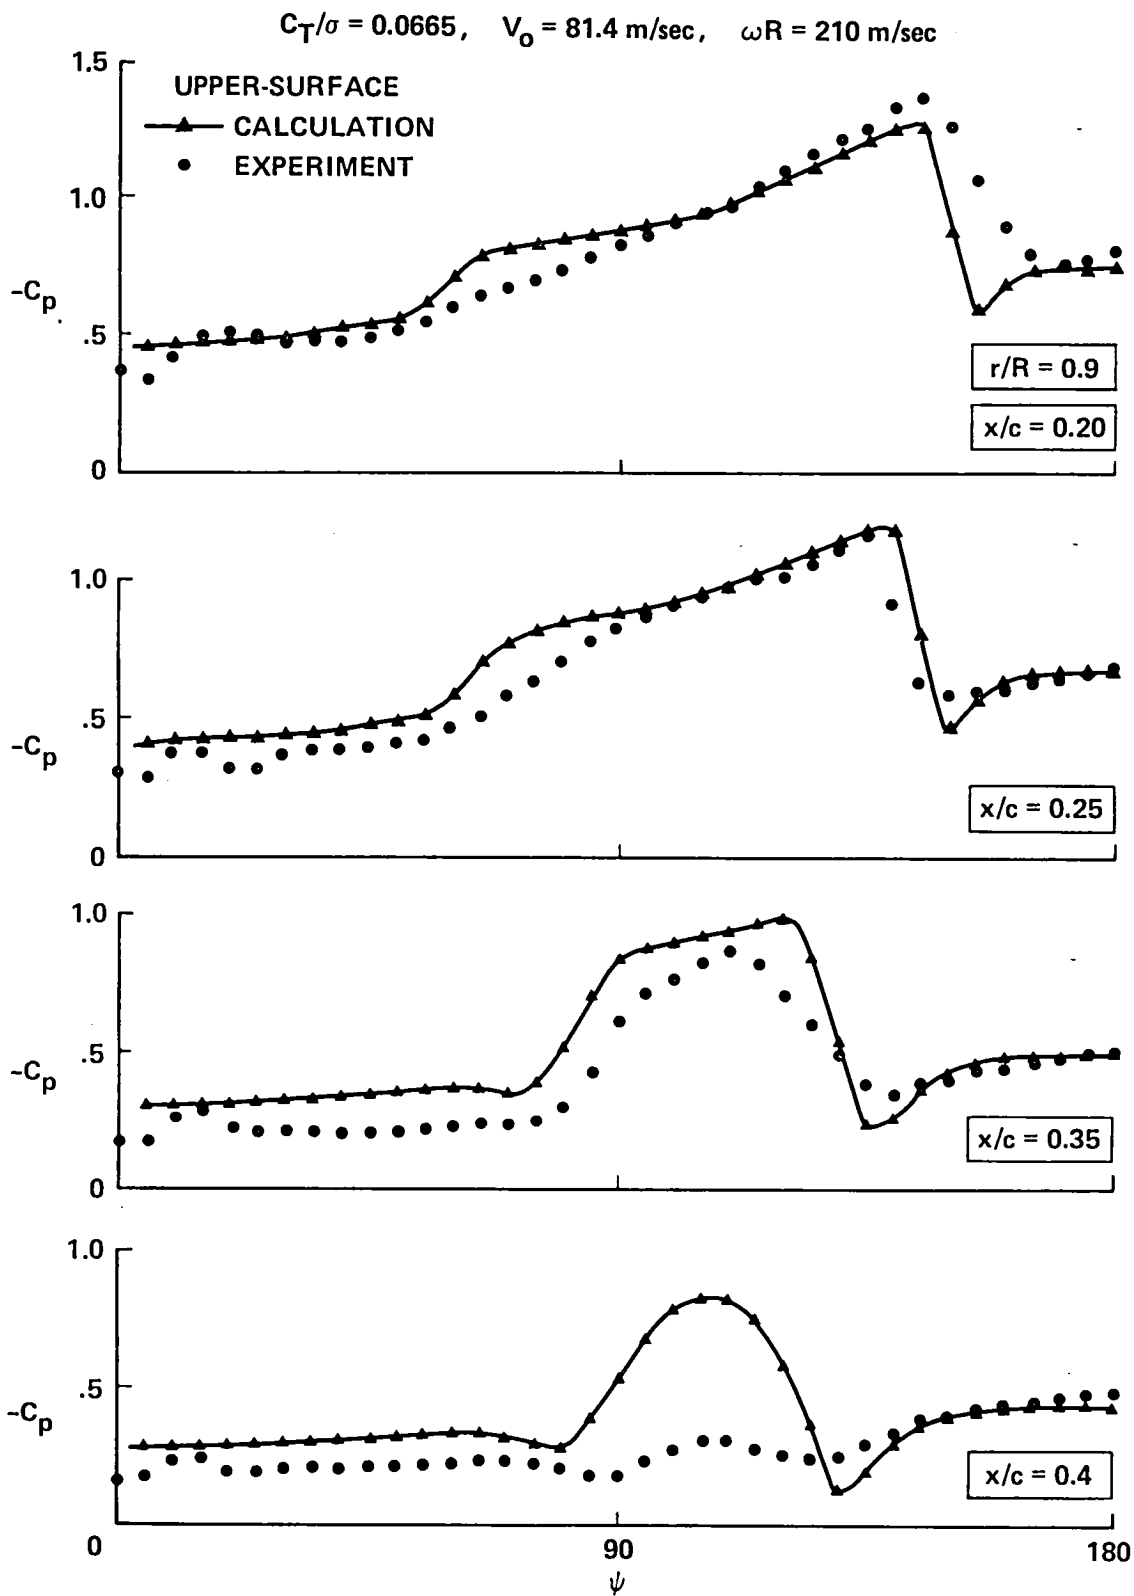 C_T/σ = 0.0665, V_o = 81.4 m/sec, ωR = 210 m/sec
1.5
UPPER-SURFACE
CALCULATION
EXPERIMENT
1.0
-C_p
.5
r/R = 0.9
x/c = 0.20
0
1.0
.5
-C_p
x/c = 0.25
0
1.0
.5
-C_p
x/c = 0.35
0
1.0
.5
-C_p
x/c = 0.4
0 90 180
ψ